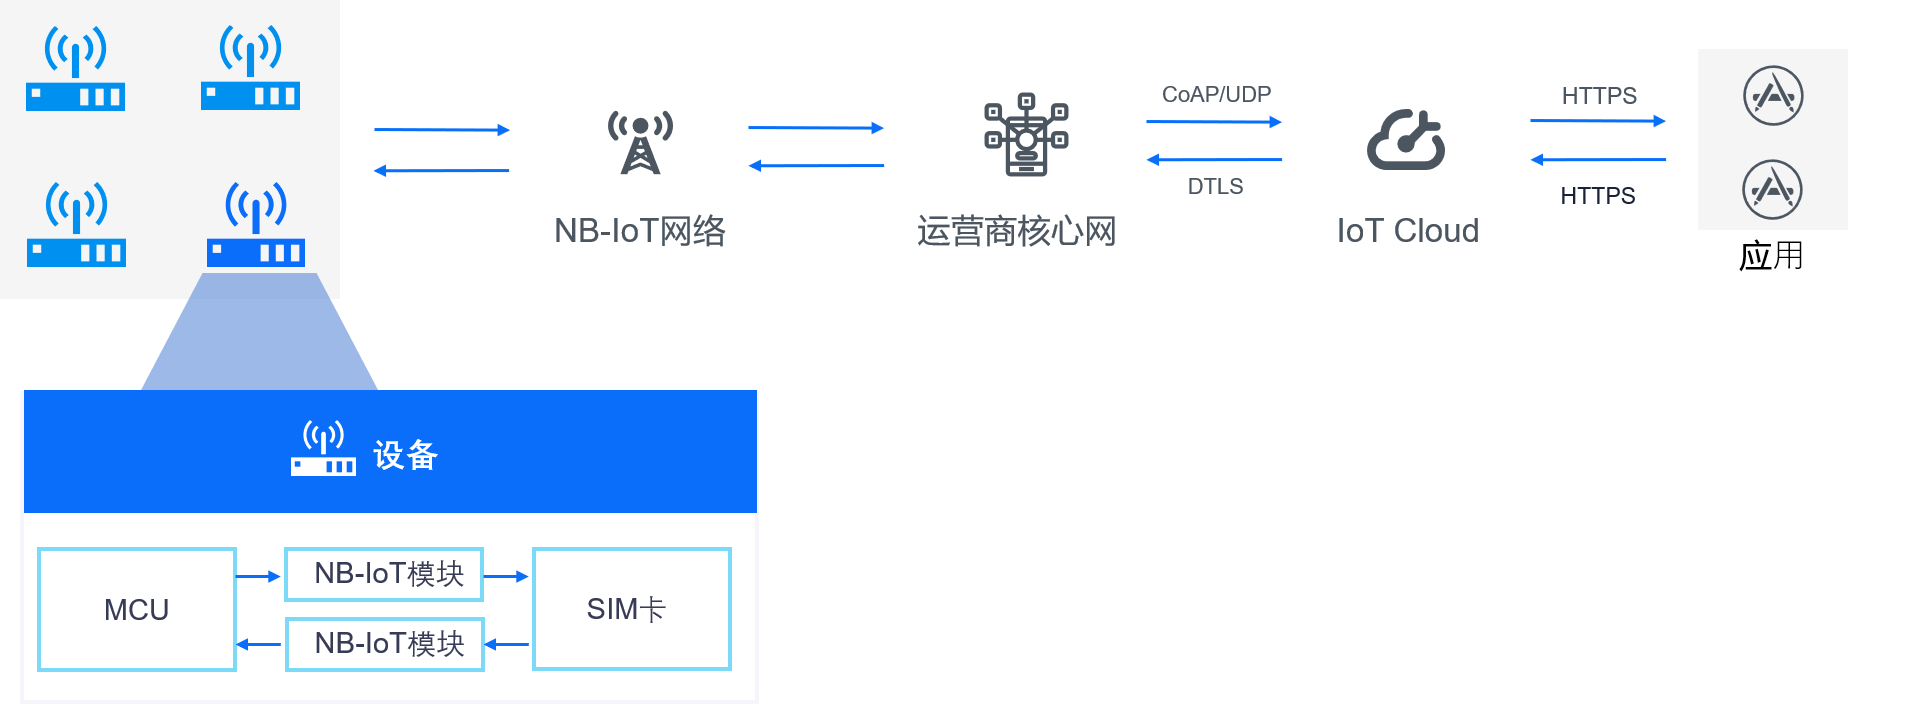 CoAP/UDP
HTTPS
DTLS
HTTPS
NB-IoT网络
运营商核心网
IoT Cloud
应用
设备
MCU
NB-IoT模块
SIM卡
NB-IoT模块